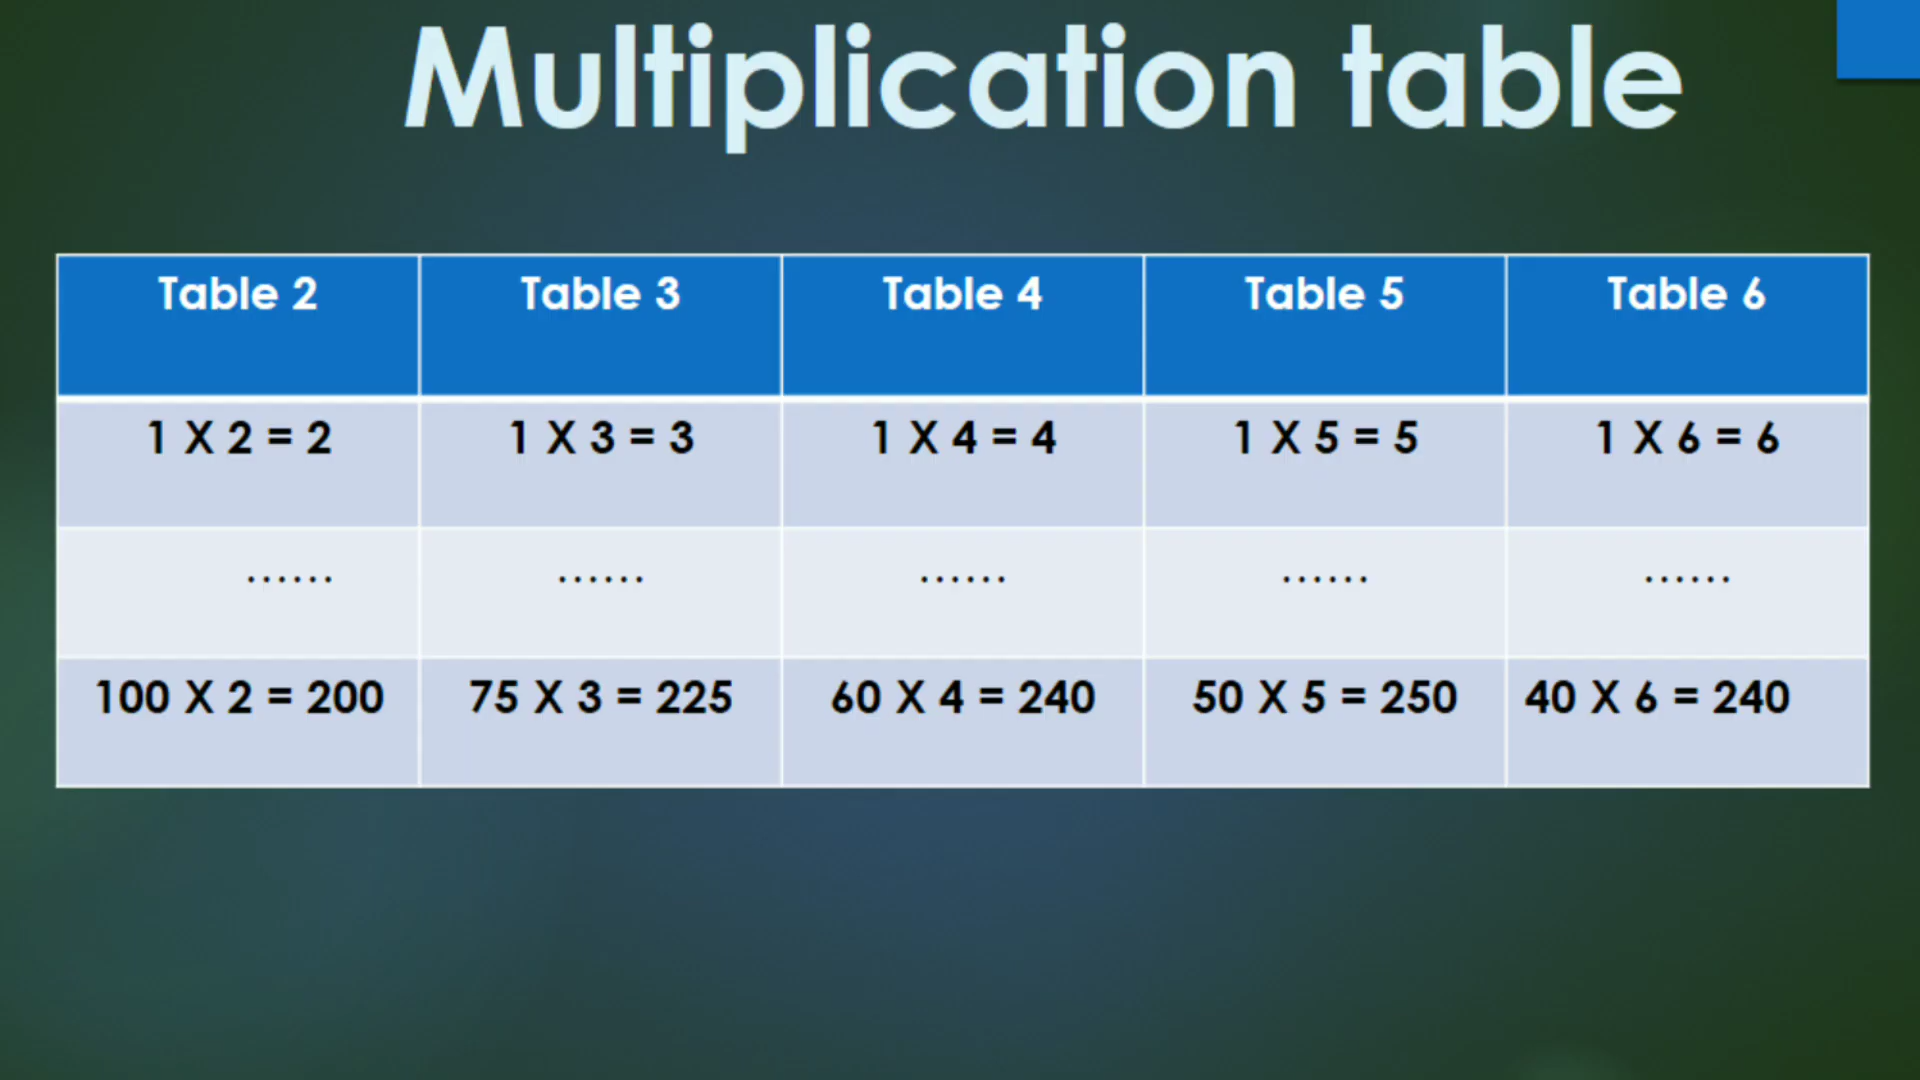 Multiplication table
Table 2 Table 3 Table 4 Table 5 Table 6
1 X 2 = 2 1 X 3 = 3 1 X 4 = 4 1 X 5 = 5 1 X 6 = 6
...... ...... ...... ...... ......
100 X 2 = 200 75 X 3 = 225 60 X 4 = 240 50 X 5 = 250 40 X 6 = 240